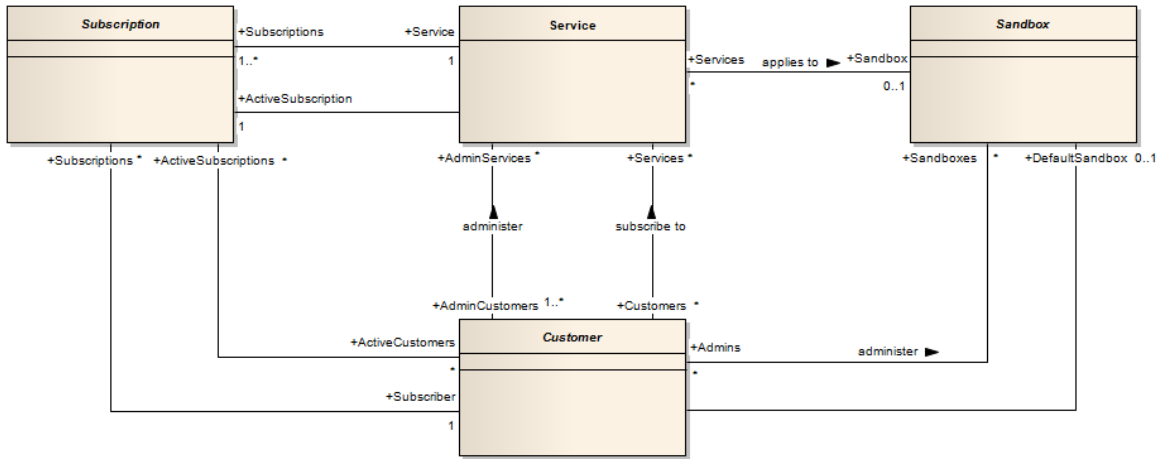 Subscription
Service
Sandbox
+Subscriptions
+Service
1..*
1
+Services
applies to
+Sandbox
*
0..1
+ActiveSubscription
1
+Subscriptions *
+ActiveSubscriptions *
+AdminServices *
+Services *
+Sandboxes *
+DefaultSandbox 0..1
administer
subscribe to
+AdminCustomers 1..*
+Customers *
Customer
+ActiveCustomers
*
+Admins
administer
*
+Subscriber
1